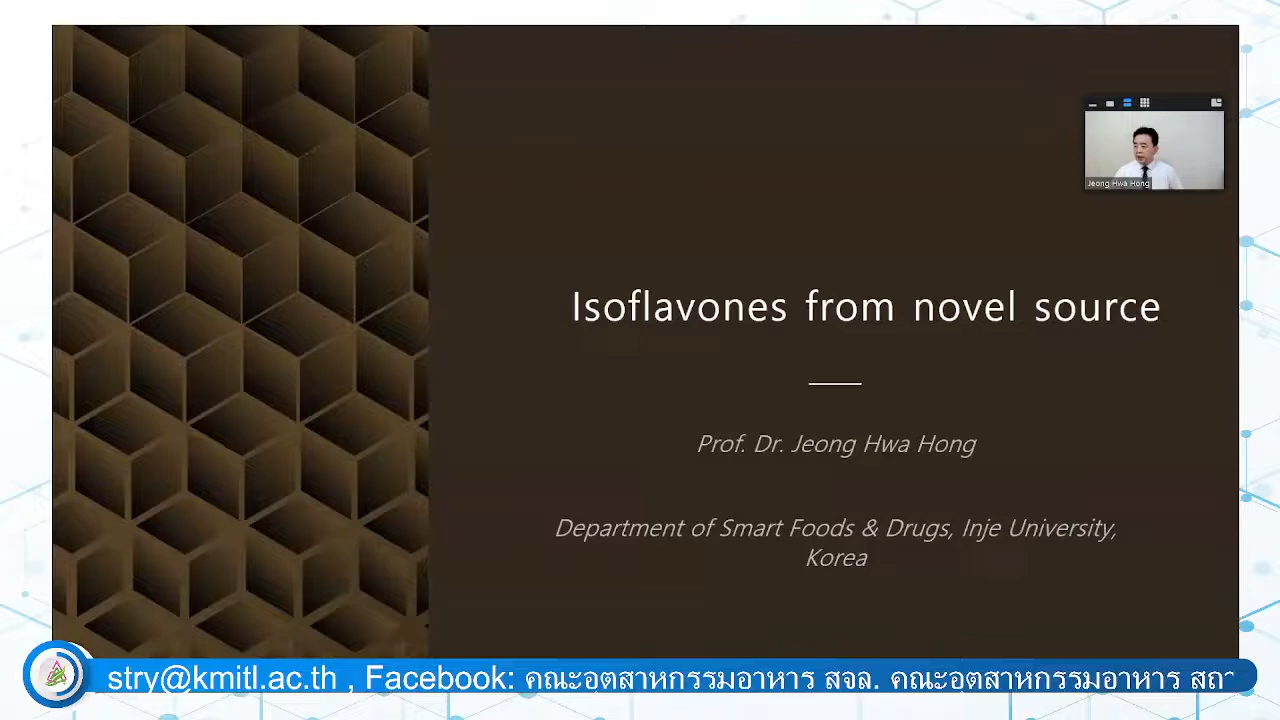 Jeong Hwa Hong
Isoflavones from novel source
Prof. Dr. Jeong Hwa Hong
Department of Smart Foods & Drugs, Inje University,
Korea
stry@kmitl.ac.th , Facebook: คณะอุตสาหกรรมอาหาร สจล. คณะอุตสาหกรรมอาหาร